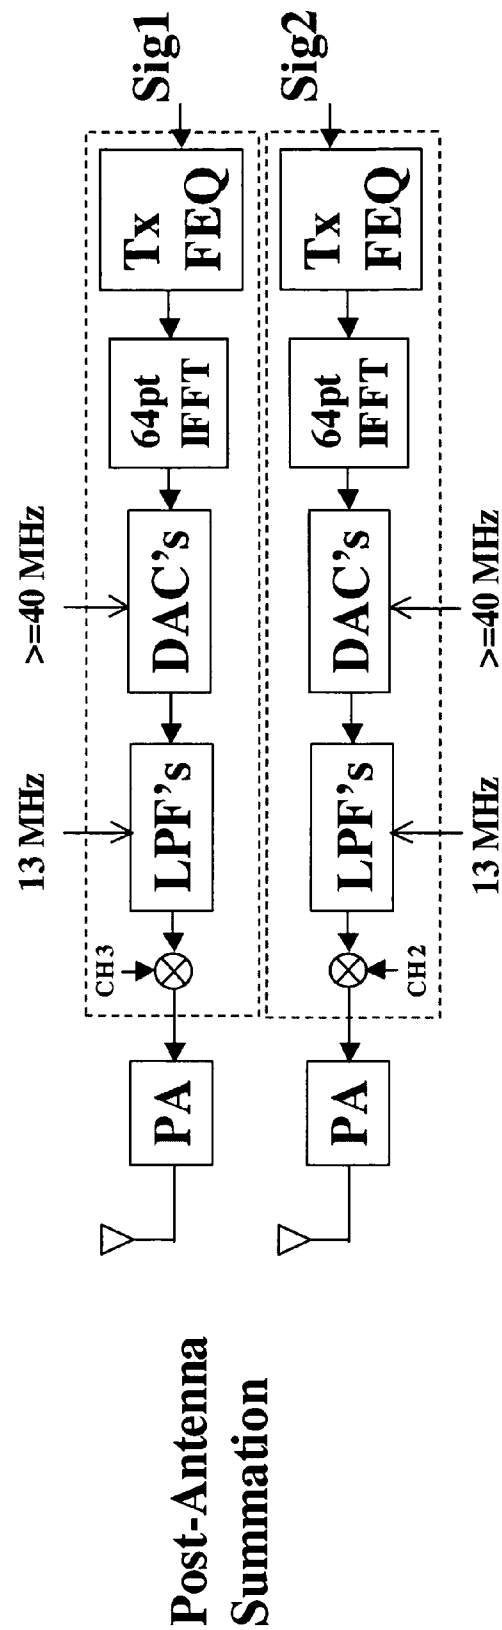 Post-Antenna
Summation
>=40 MHz
13 MHz
CH3
PA
LPF's
DAC's
64pt
IFFT
Tx
FEQ
Sig1
PA
LPF's
DAC's
64pt
IFFT
Tx
FEQ
Sig2
CH2
13 MHz
>=40 MHz